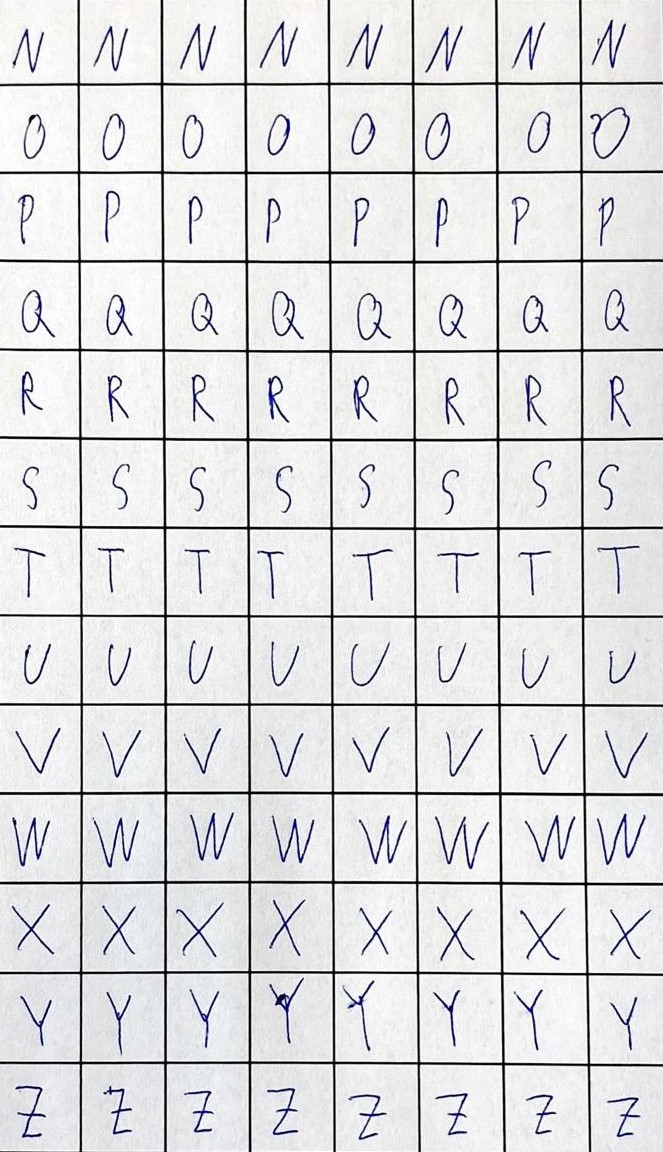 N N N N N N N N
O O O O O O O O
P P P P P P P P
Q Q Q Q Q Q Q Q
R R R R R R R R
S S S S S S S S
T T T T T T T T
U U U U U U U U
V V V V V V V V
W W W W W W W W
X X X X X X X X
Y Y Y Y Y Y Y Y
Z Z Z Z Z Z Z Z